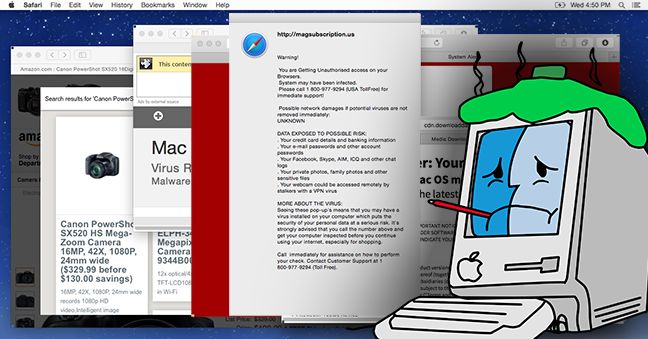 Safari File Edit View History Bookmarks Window Help
Wed 4:50 PM
Amazon.com : Canon PowerShot SX520 16Digi
Search results for 'Canon PowerS
amazo
Shop by
Depart
Canon PowerShot
SX520 HS Mega-
Zoom Camera
16MP, 42X, 1080P,
24mm wide
($329.99 before
$130.00 savings)
16MP, 42X, 1080P, 24mm wide
records 1080p HD
video.Intelligent image
This conten
Ads by external source
Mac
Virus R
Malware
ELPH-34
Megapix
Camera
9344B00
12x optical/4
TFT-LCD108
in Wi-Fi
http://magsubscription.us
Warning!
You are Getting Unauthorised access on your
Browsers.
System may have been infected.
Please call 1 800-977-9294 (USA TollFree) for
immediate support!
Possible network damages if potential viruses are not
removed immediately:
UNKNOWN
DATA EXPOSED TO POSSIBLE RISK:
. Your credit card details and banking information
. Your e-mail passwords and other account
passwords
. Your Facebook, Skype, AIM, ICQ and other chat
logs
. Your private photos, family photos and other
sensitive files
. Your webcam could be accessed remotely by
stalkers with a VPN virus
MORE ABOUT THE VIRUS:
Seeing these pop-up's means that you may have a
virus installed on your computer which puts the
security of your personal data at a serious risk. It's
strongly advised that you call the number above and
get your computer inspected before you continue
using your internet, especially for shopping.
Call immediately for assistance on how to perform
your check. Contact Customer Support at 1
800-977-9294 (Toll Free).
System Ale
cdn.downloada
er: Your
ac OS m
the latest